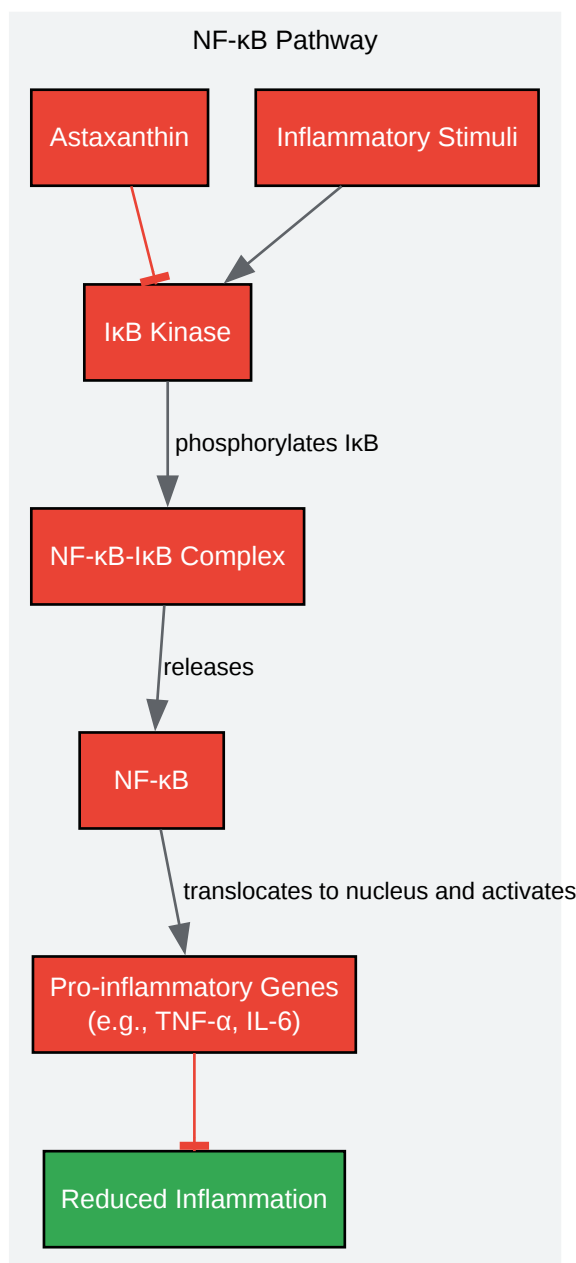 NF-κB Pathway
Astaxanthin
Inflammatory Stimuli
IκB Kinase
phosphorylates IκB
NF-κB-IκB Complex
releases
NF-κB
translocates to nucleus and activates
Pro-inflammatory Genes
(e.g., TNF-α, IL-6)
Reduced Inflammation